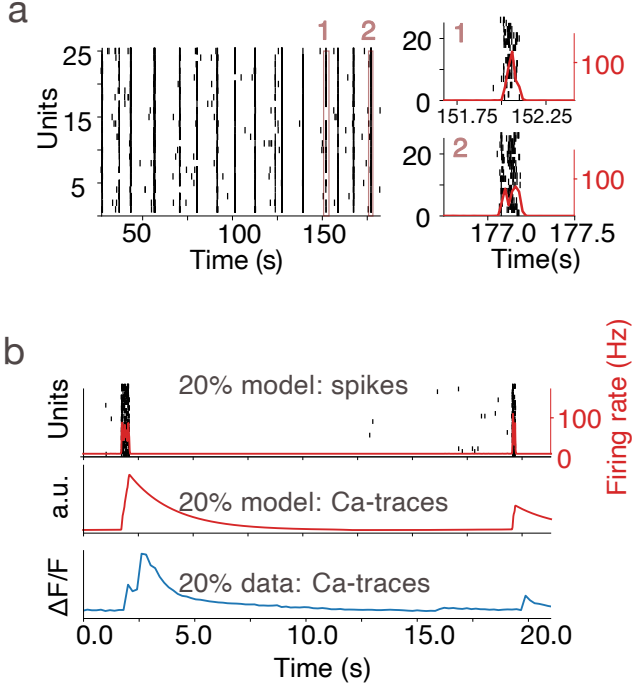 a
1 2
25
15
5
Units
50 100 150
Time (s)
1
20
0
100
151.75 152.25
2
20
0
100
177.0 177.5
Time(s)
b
20% model: spikes
Units
100
0
Firing rate (Hz)
20% model: Ca-traces
a.u.
20% data: Ca-traces
ΔF/F
0.0 5.0 10.0 15.0 20.0
Time (s)